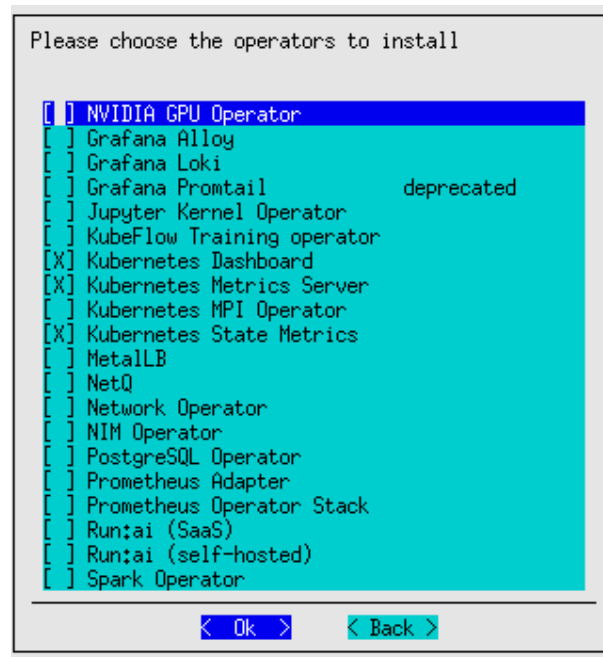 Please choose the operators to install
[ ] NVIDIA GPU Operator
[ ] Grafana Alloy
[ ] Grafana Loki
[ ] Grafana Promtail deprecated
[ ] Jupyter Kernel Operator
[ ] KubeFlow Training operator
[X] Kubernetes Dashboard
[X] Kubernetes Metrics Server
[ ] Kubernetes MPI Operator
[X] Kubernetes State Metrics
[ ] MetalLB
[ ] NetQ
[ ] Network Operator
[ ] NIM Operator
[ ] PostgreSQL Operator
[ ] Prometheus Adapter
[ ] Prometheus Operator Stack
[ ] Run:ai (SaaS)
[ ] Run:ai (self-hosted)
[ ] Spark Operator
< Ok > < Back >